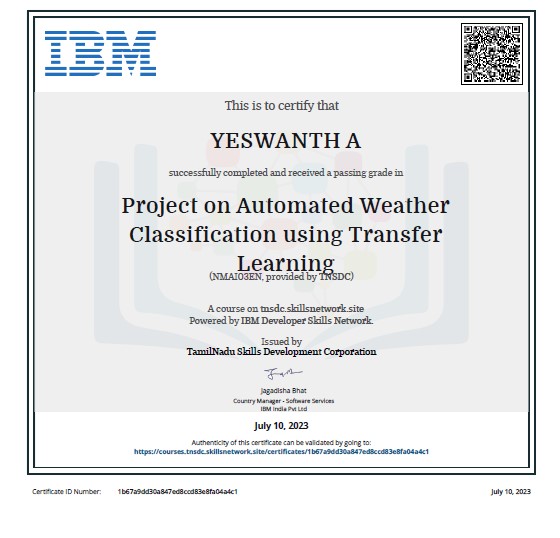 IBM
This is to certify that
YESWANTH A
successfully completed and received a passing grade in
Project on Automated Weather
Classification using Transfer
Learning
(NMAI03EN, provided by TNSDC)
A course on tnsdc.skillsnetwork.site
Powered by IBM Developer Skills Network.
Issued by
TamilNadu Skills Development Corporation
Jagadisha Bhat
Country Manager - Software Services
IBM India Pvt Ltd
July 10, 2023
Authenticity of this certificate can be validated by going to:
https://courses.tnsdc.skillsnetwork.site/certificates/1b67a9dd30a847ed8ccd83e8fa04a4c1
Certificate ID Number: 1b67a9dd30a847ed8ccd83e8fa04a4c1 July 10, 2023